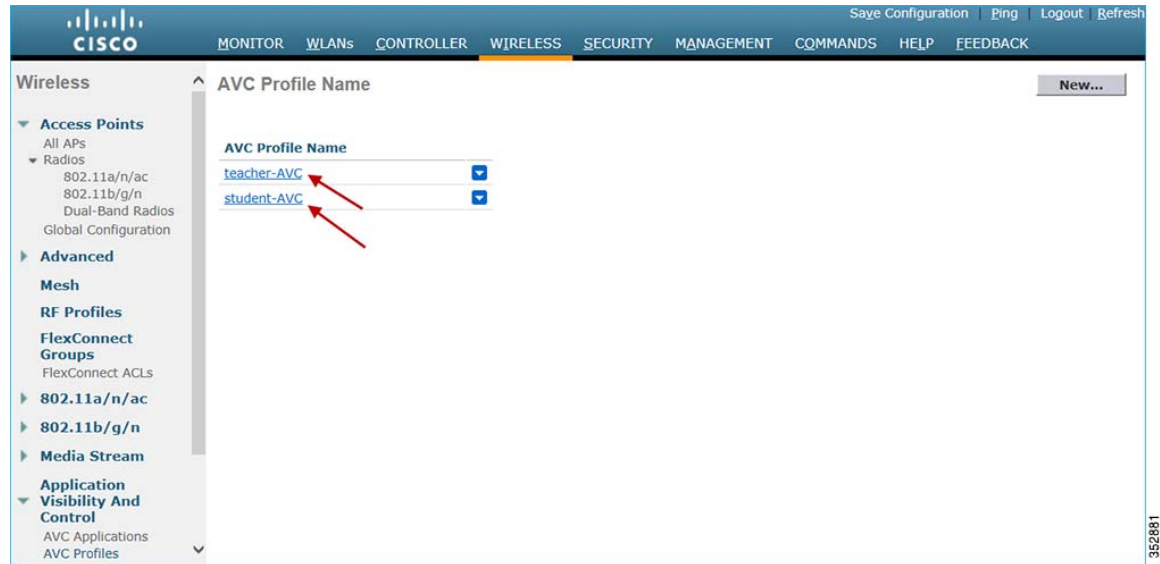 Save Configuration | Ping | Logout | Refresh
CISCO
MONITOR WLANs CONTROLLER WIRELESS SECURITY MANAGEMENT COMMANDS HELP FEEDBACK
Wireless
Access Points
All APs
Radios
802.11a/n/ac
802.11b/g/n
Dual-Band Radios
Global Configuration
Advanced
Mesh
RF Profiles
FlexConnect
Groups
FlexConnect ACLs
802.11a/n/ac
802.11b/g/n
Media Stream
Application
Visibility And
Control
AVC Applications
AVC Profiles
AVC Profile Name
New...
AVC Profile Name
teacher-AVC
student-AVC
352881